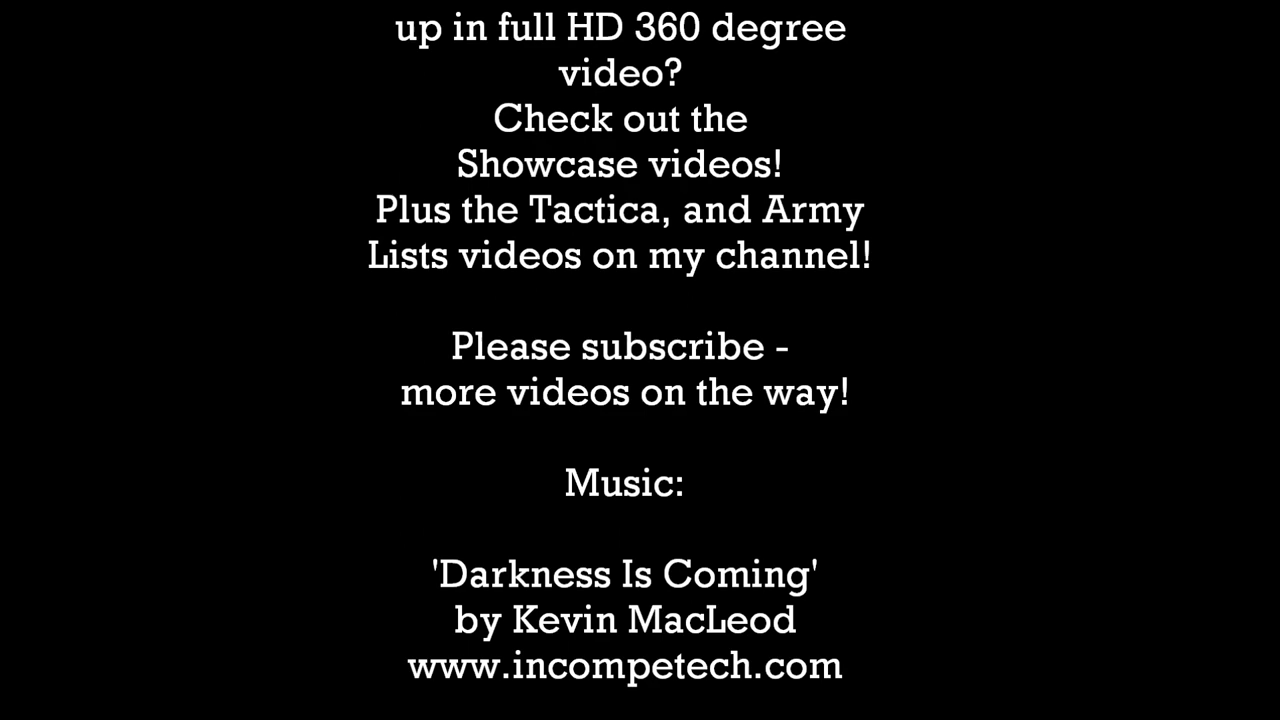 up in full HD 360 degree
video?
Check out the
Showcase videos!
Plus the Tactica, and Army
Lists videos on my channel!
Please subscribe -
more videos on the way!
Music:
'Darkness Is Coming'
by Kevin MacLeod
www.incompetech.com